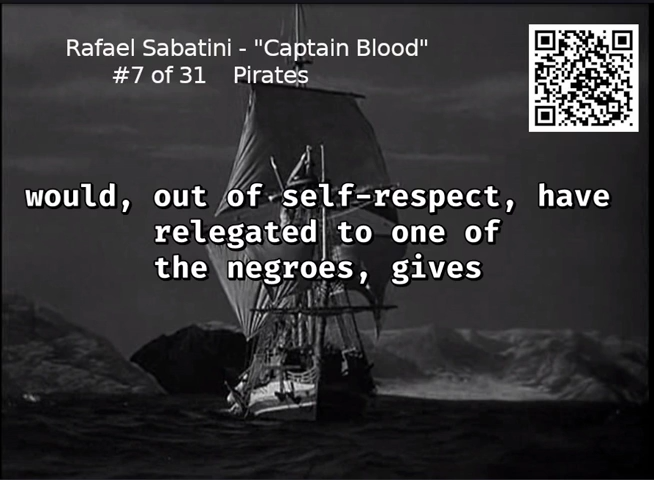 Rafael Sabatini - "Captain Blood"
#7 of 31    Pirates
would, out of self-respect, have
relegated to one of
the negroes, gives